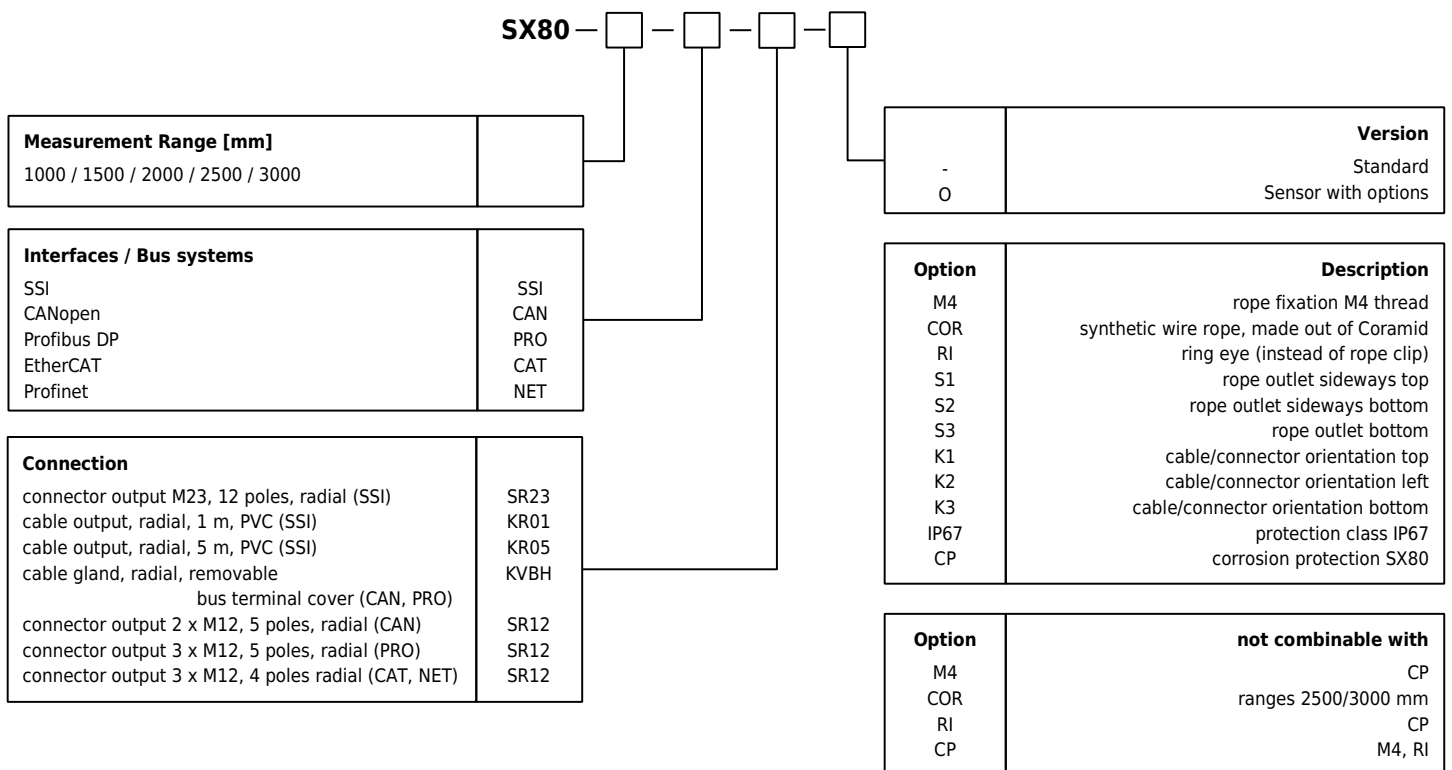 SX80 — — — —
Measurement Range [mm]
1000 / 1500 / 2000 / 2500 / 3000
Interfaces / Bus systems
SSI SSI
CANopen CAN
Profibus DP PRO
EtherCAT CAT
Profinet NET
Connection
connector output M23, 12 poles, radial (SSI) SR23
cable output, radial, 1 m, PVC (SSI) KR01
cable output, radial, 5 m, PVC (SSI) KR05
cable gland, radial, removable KVBH
bus terminal cover (CAN, PRO)
connector output 2 x M12, 5 poles, radial (CAN) SR12
connector output 3 x M12, 5 poles, radial (PRO) SR12
connector output 3 x M12, 4 poles radial (CAT, NET) SR12
Version
- Standard
O Sensor with options
Option Description
M4 rope fixation M4 thread
COR synthetic wire rope, made out of Coramid
RI ring eye (instead of rope clip)
S1 rope outlet sideways top
S2 rope outlet sideways bottom
S3 rope outlet bottom
K1 cable/connector orientation top
K2 cable/connector orientation left
K3 cable/connector orientation bottom
IP67 protection class IP67
CP corrosion protection SX80
Option not combinable with
M4 CP
COR ranges 2500/3000 mm
RI CP
CP M4, RI